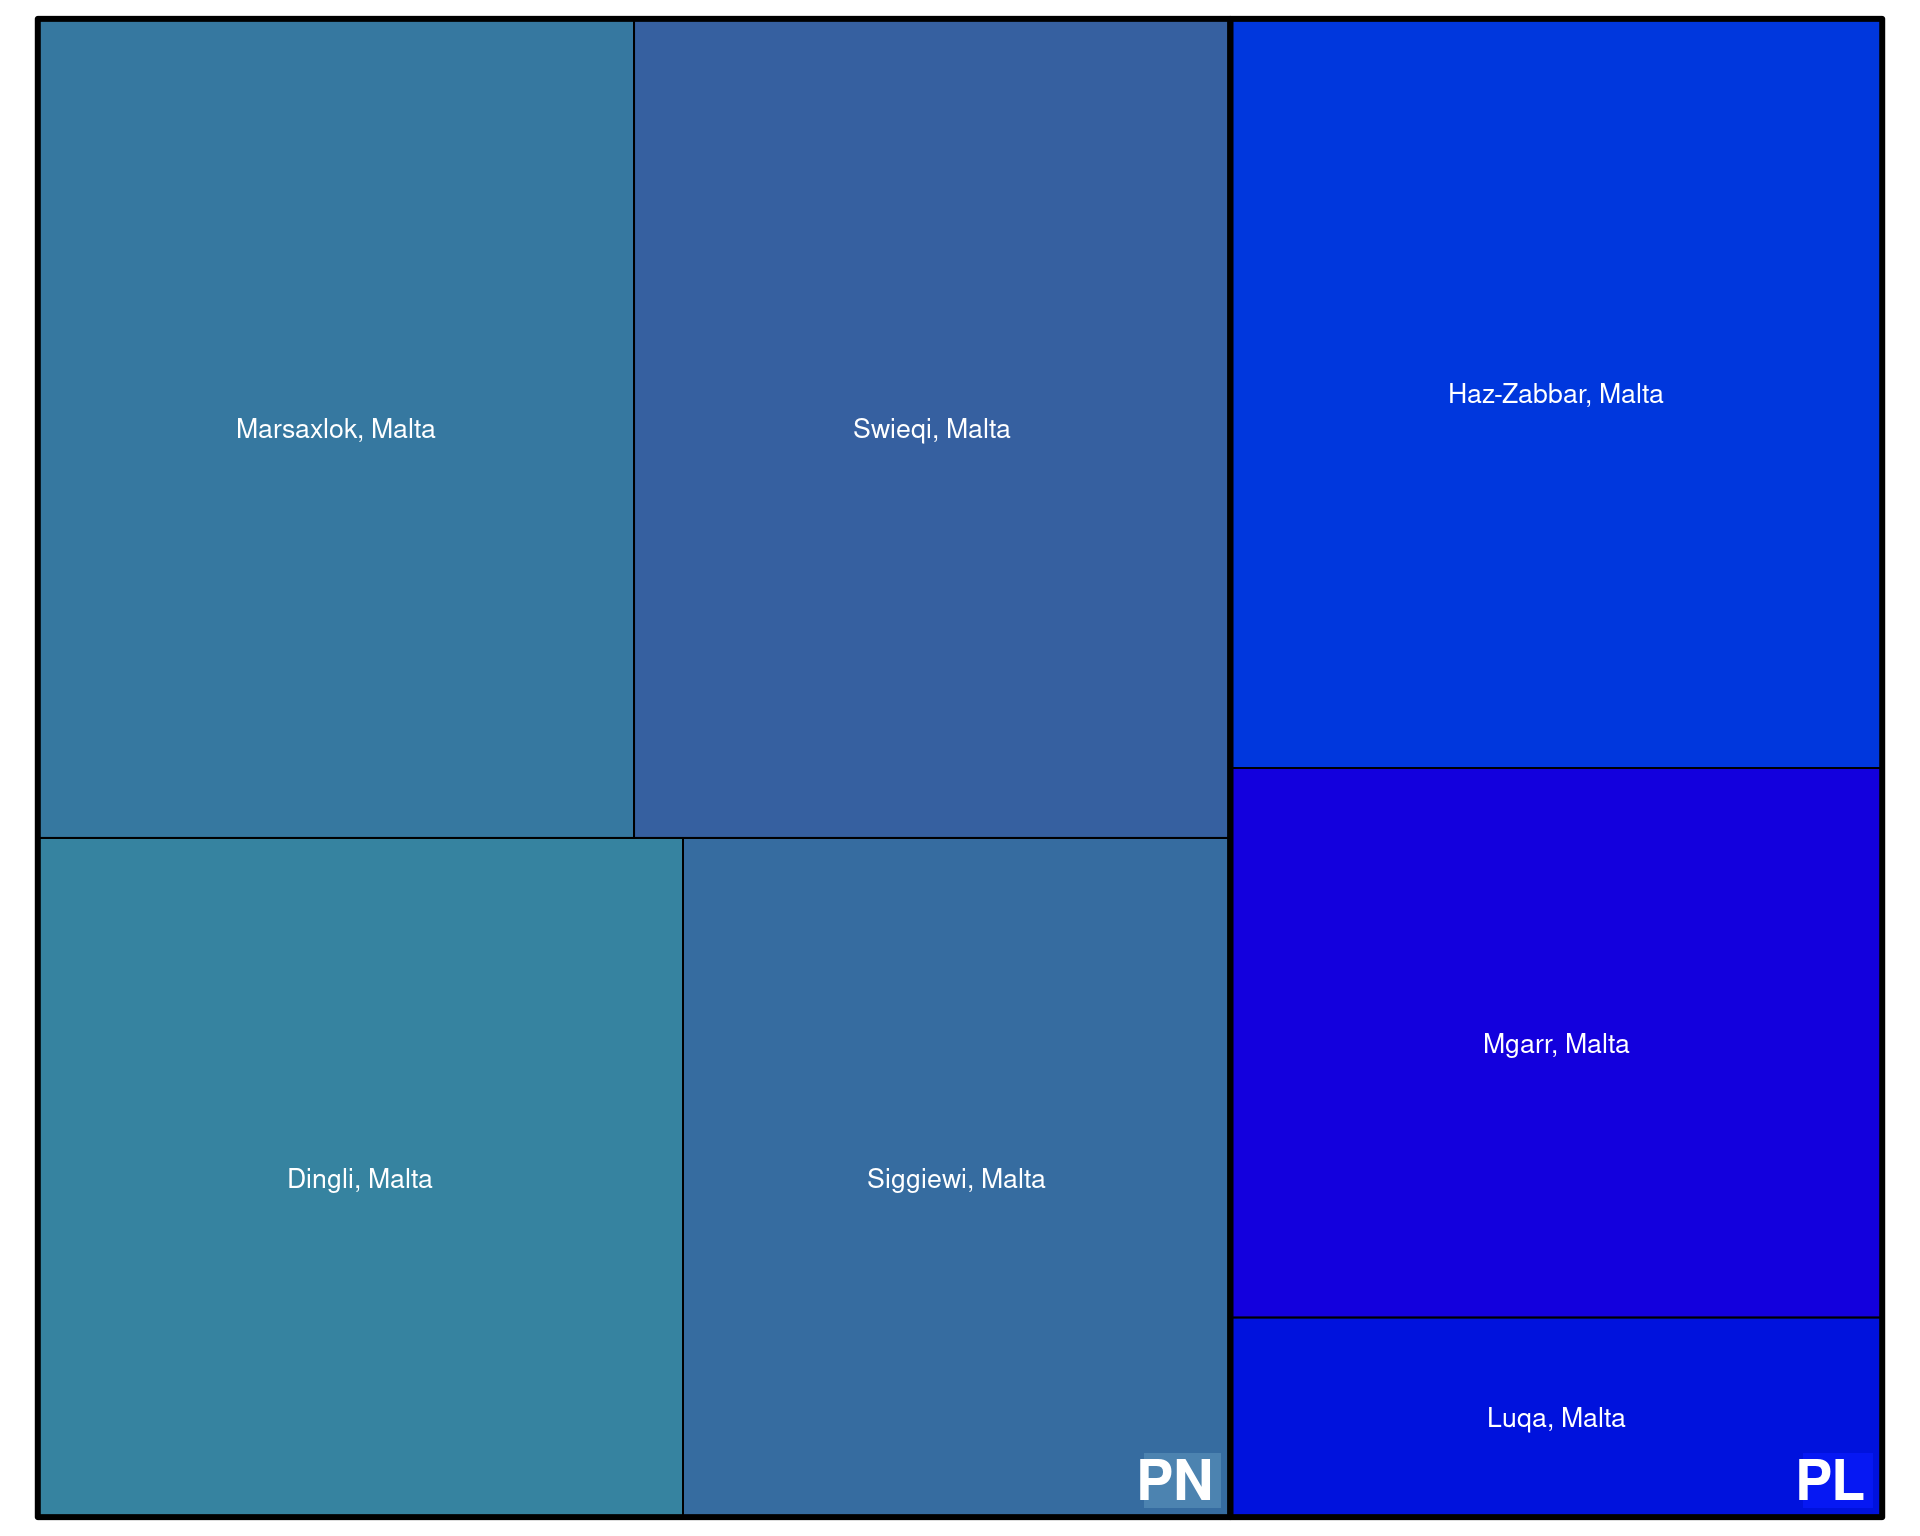 Marsaxlok, Malta
Swieqi, Malta
Haz-Zabbar, Malta
Dingli, Malta
Siggiewi, Malta
Mgarr, Malta
Luqa, Malta
PN
PL